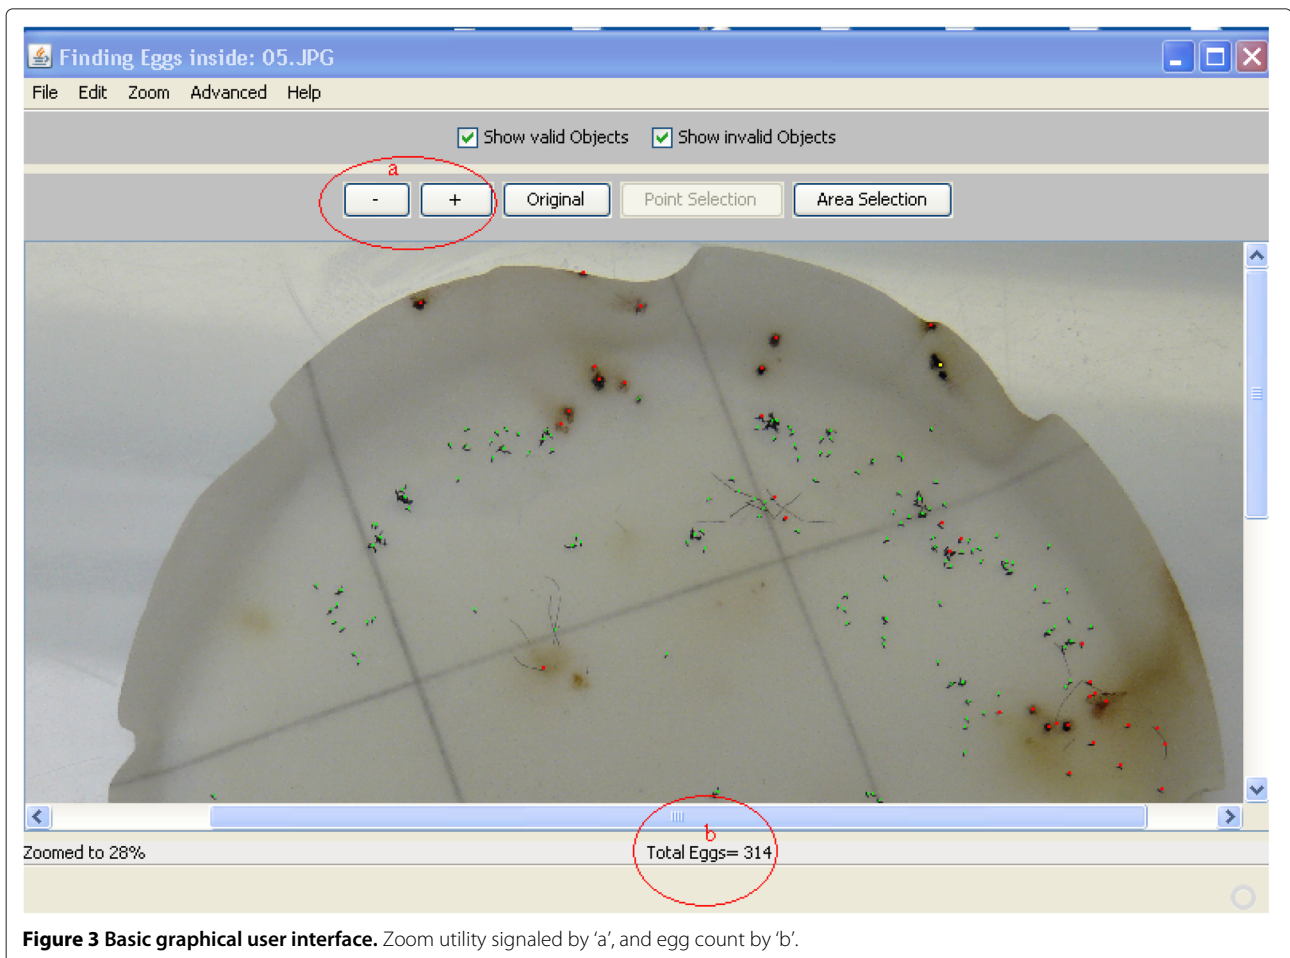 Finding Eggs inside: 05.JPG
File Edit Zoom Advanced Help
Show valid Objects Show invalid Objects
a
- + Original Point Selection Area Selection
b
Zoomed to 28% Total Eggs= 314
Figure 3 Basic graphical user interface. Zoom utility signaled by ‘a’, and egg count by ‘b’.